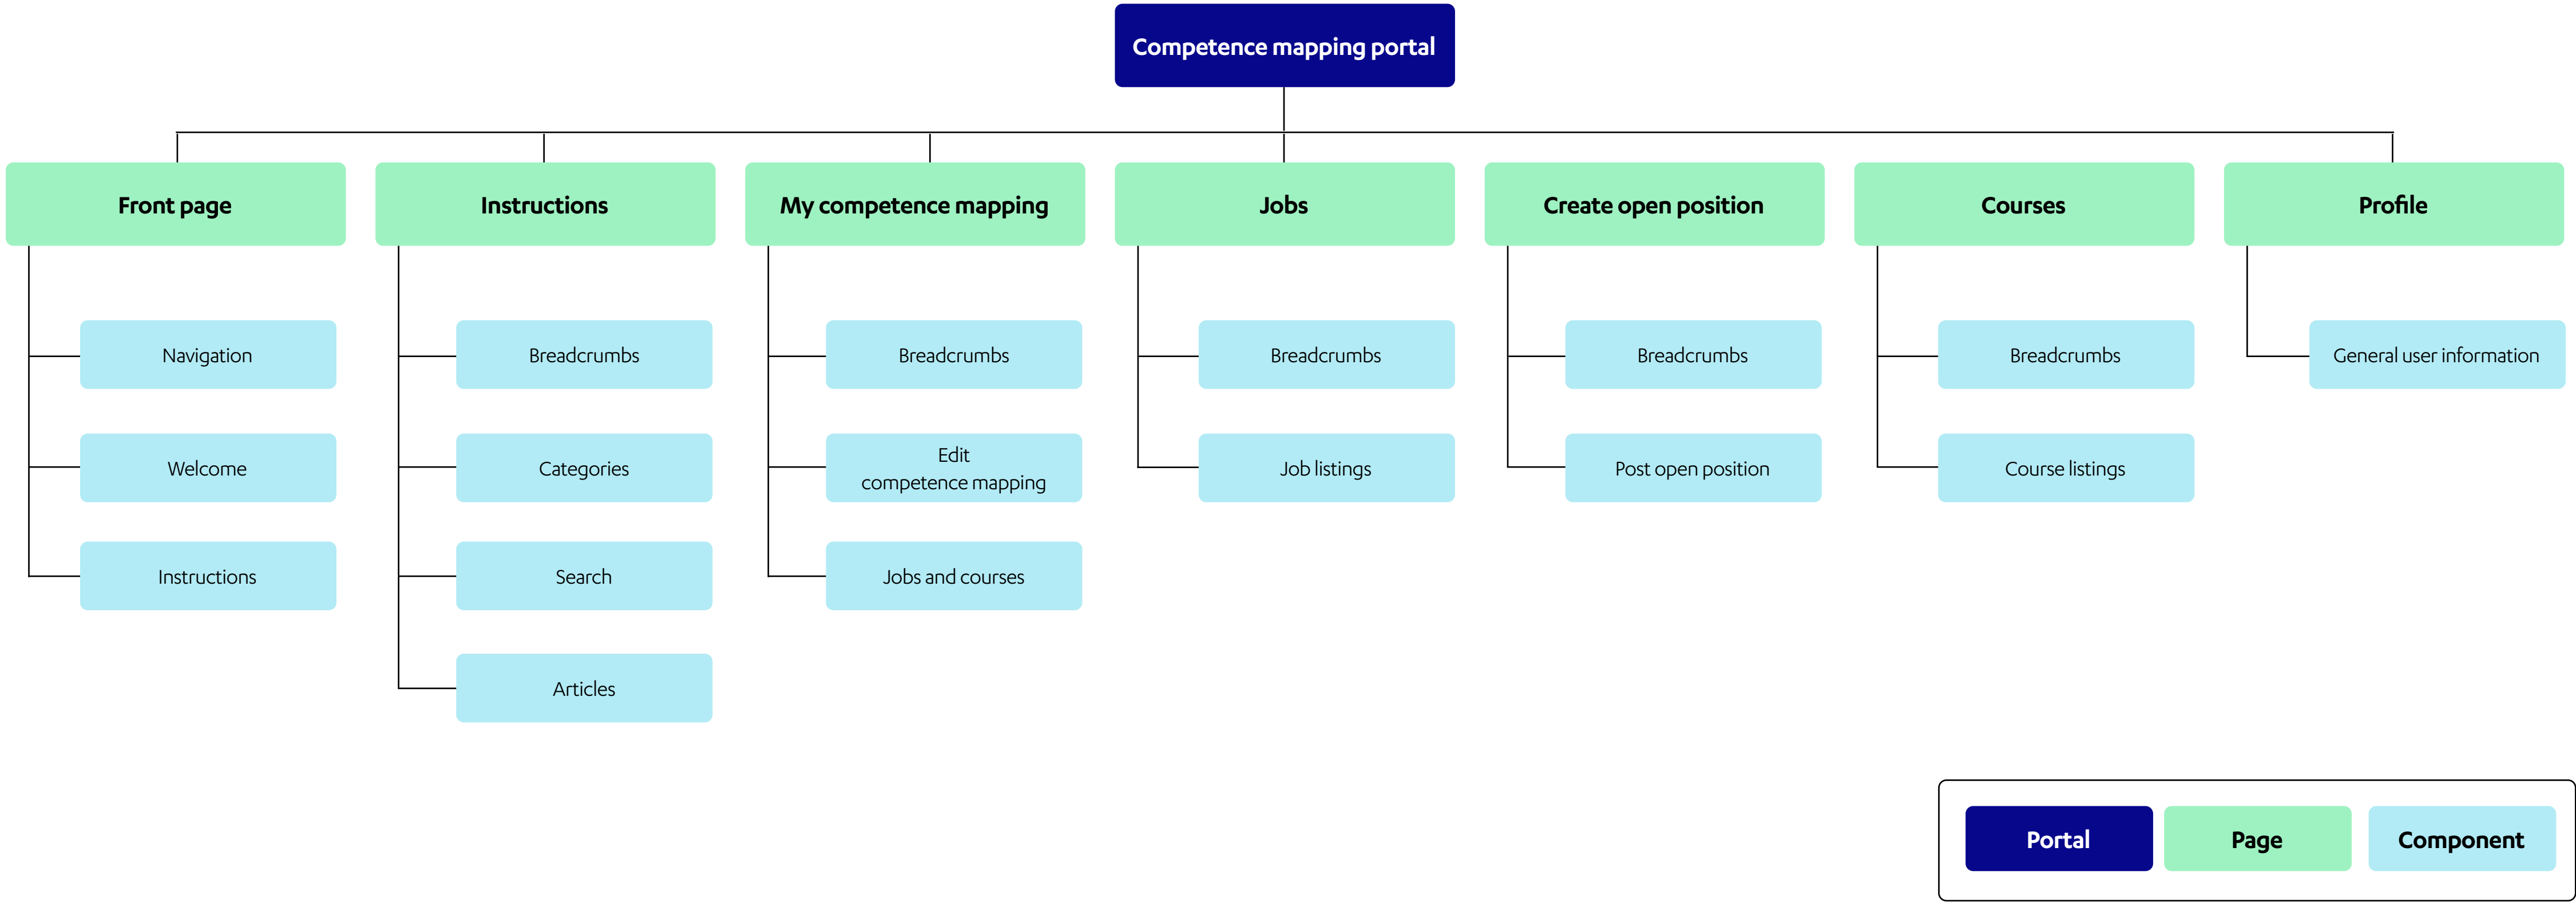 Competence mapping portal
Front page
Instructions
My competence mapping
Jobs
Create open position
Courses
Profile
Navigation
Breadcrumbs
Breadcrumbs
Breadcrumbs
Breadcrumbs
Breadcrumbs
General user information
Welcome
Categories
Edit
competence mapping
Job listings
Post open position
Course listings
Instructions
Search
Jobs and courses
Articles
Portal
Page
Component